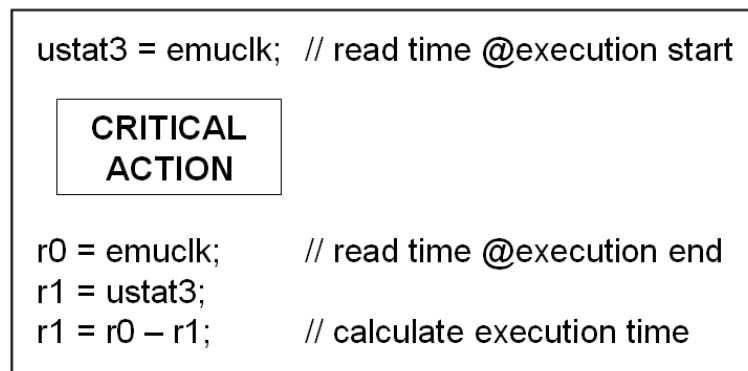 ustat3 = emuclk; // read time @execution start
CRITICAL
ACTION
r0 = emuclk; // read time @execution end
r1 = ustat3;
r1 = r0 – r1; // calculate execution time